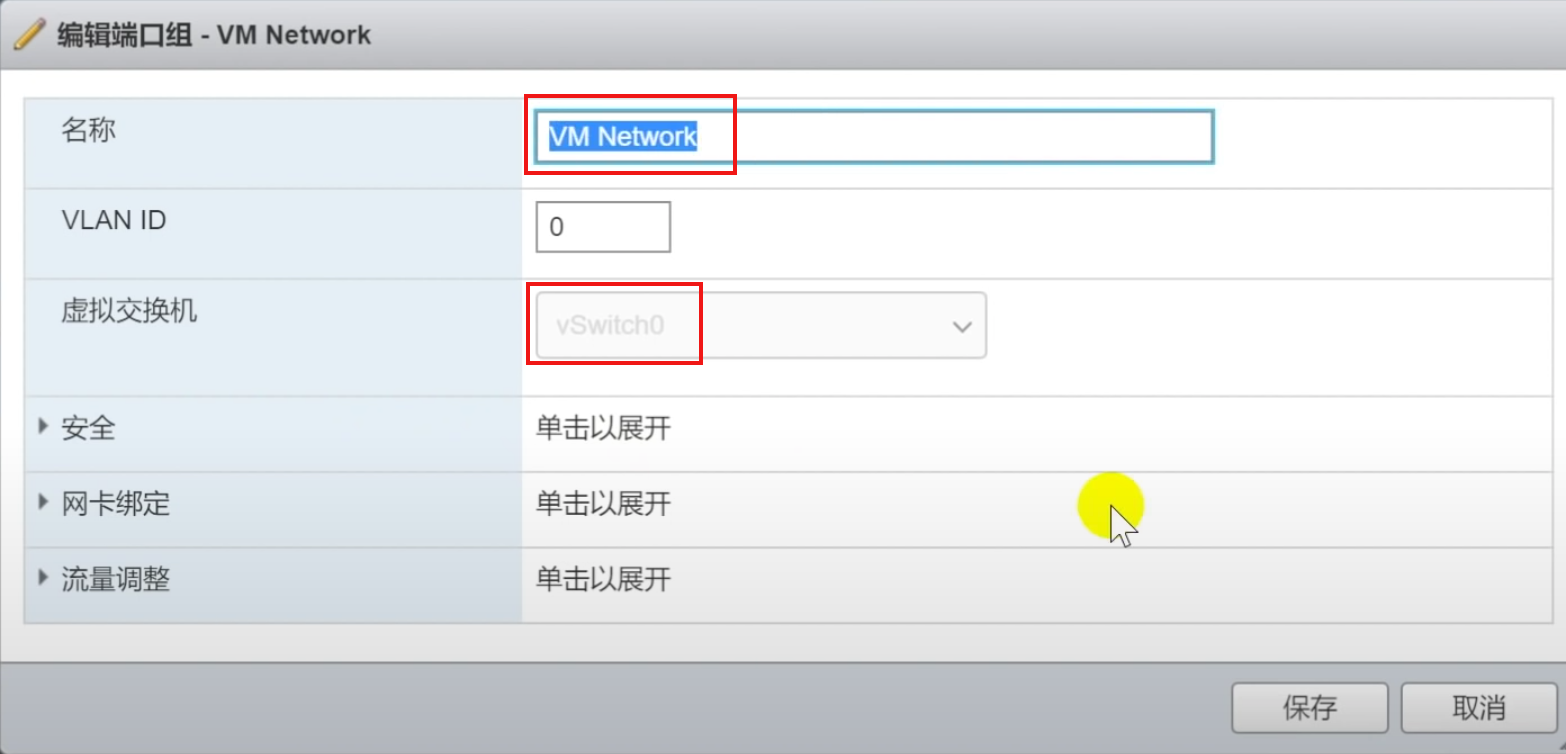 编辑端口组 - VM Network
名称
VM Network
VLAN ID
0
虚拟交换机
vSwitch0
安全
单击以展开
网卡绑定
单击以展开
流量调整
单击以展开
保存
取消